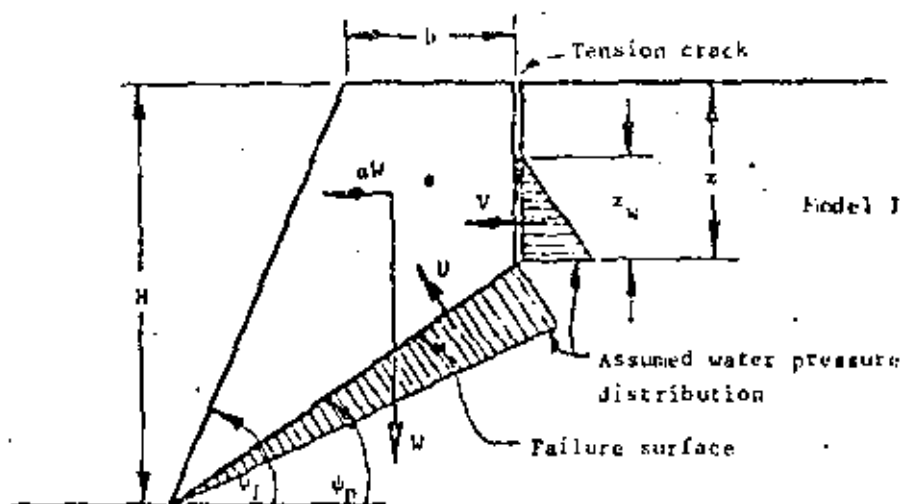 b
Tension crack
aW
V
z
z_w
Model I
H
U
Assumed water pressure
distribution
Failure surface
W
ψ_f
ψ_p